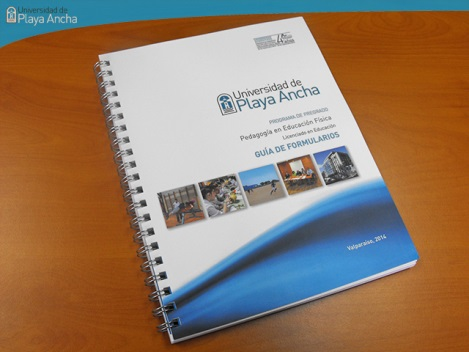 Universidad de
Playa Ancha
Universidad de
Playa Ancha
PROGRAMA DE PREGRADO
Pedagogía en Educación Física
Licenciado en Educación
GUÍA DE FORMULARIOS
Valparaíso, 2014